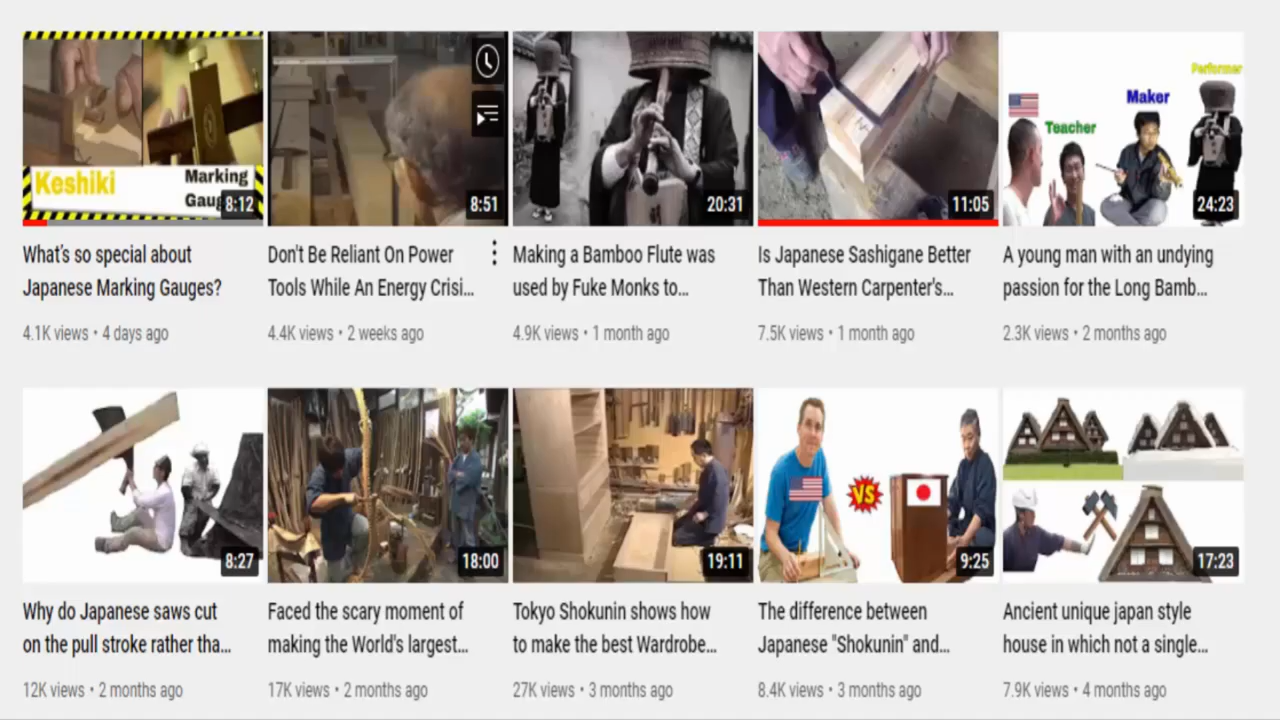 Keshiki
Marking
Gaug
8:12
8:51
20:31
11:05
Performer
Maker
Teacher
24:23
What's so special about
Japanese Marking Gauges?
4.1K views • 4 days ago
Don't Be Reliant On Power
Tools While An Energy Crisi...
4.4K views • 2 weeks ago
Making a Bamboo Flute was
used by Fuke Monks to...
4.9K views • 1 month ago
Is Japanese Sashigane Better
Than Western Carpenter's...
7.5K views • 1 month ago
A young man with an undying
passion for the Long Bamb...
2.3K views • 2 months ago
8:27
18:00
19:11
VS
9:25
17:23
Why do Japanese saws cut
on the pull stroke rather tha...
12K views • 2 months ago
Faced the scary moment of
making the World's largest...
17K views • 2 months ago
Tokyo Shokunin shows how
to make the best Wardrobe...
27K views • 3 months ago
The difference between
Japanese "Shokunin" and...
8.4K views • 3 months ago
Ancient unique japan style
house in which not a single...
7.9K views • 4 months ago